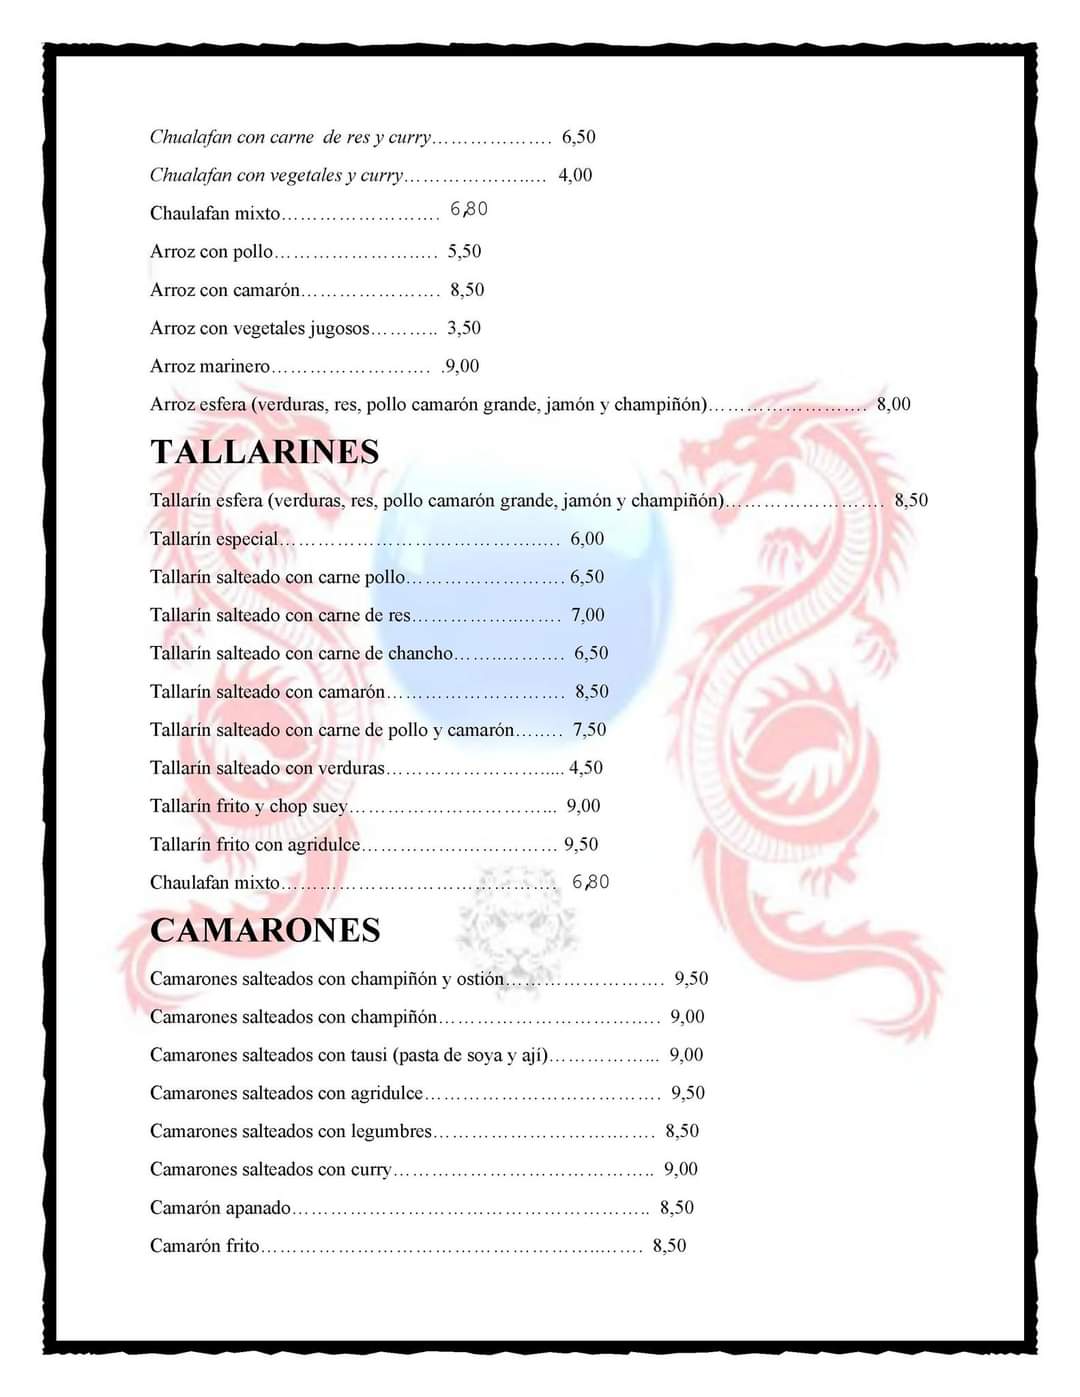 Chualafan con carne  de res y curry………………. 6,50
Chualafan con vegetales y curry………………..… 4,00
Chaulafan mixto……………………. 6,80
Arroz con pollo…………………..…. 5,50
Arroz con camarón…………………. 8,50
Arroz con vegetales jugosos……….. 3,50
Arroz marinero……………………. .9,00
Arroz esfera (verduras, res, pollo camarón grande, jamón y champiñón)……………………. 8,00
TALLARINES
Tallarín esfera (verduras, res, pollo camarón grande, jamón y champiñón)……………………. 8,50
Tallarín especial………………………………….…. 6,00
Tallarín salteado con carne pollo……………………. 6,50
Tallarín salteado con carne de res……………..……. 7,00
Tallarín salteado con carne de chancho…….………. 6,50
Tallarín salteado con camarón………………………. 8,50
Tallarín salteado con carne de pollo y camarón….…. 7,50
Tallarín salteado con verduras…………………….... 4,50
Tallarín frito y chop suey………………………….. 9,00
Tallarín frito con agridulce…………………………. 9,50
Chaulafan mixto……………………………………. 6,80
CAMARONES
Camarones salteados con champiñón y ostión……………………. 9,50
Camarones salteados con champiñón………………………….…. 9,00
Camarones salteados con tausi (pasta de soya y ají)…………….. 9,00
Camarones salteados con agridulce………………………………. 9,50
Camarones salteados con legumbres……………………….……. 8,50
Camarones salteados con curry………………………………….. 9,00
Camarón apanado……………………………………………….. 8,50
Camarón frito……………………………………………..……. 8,50